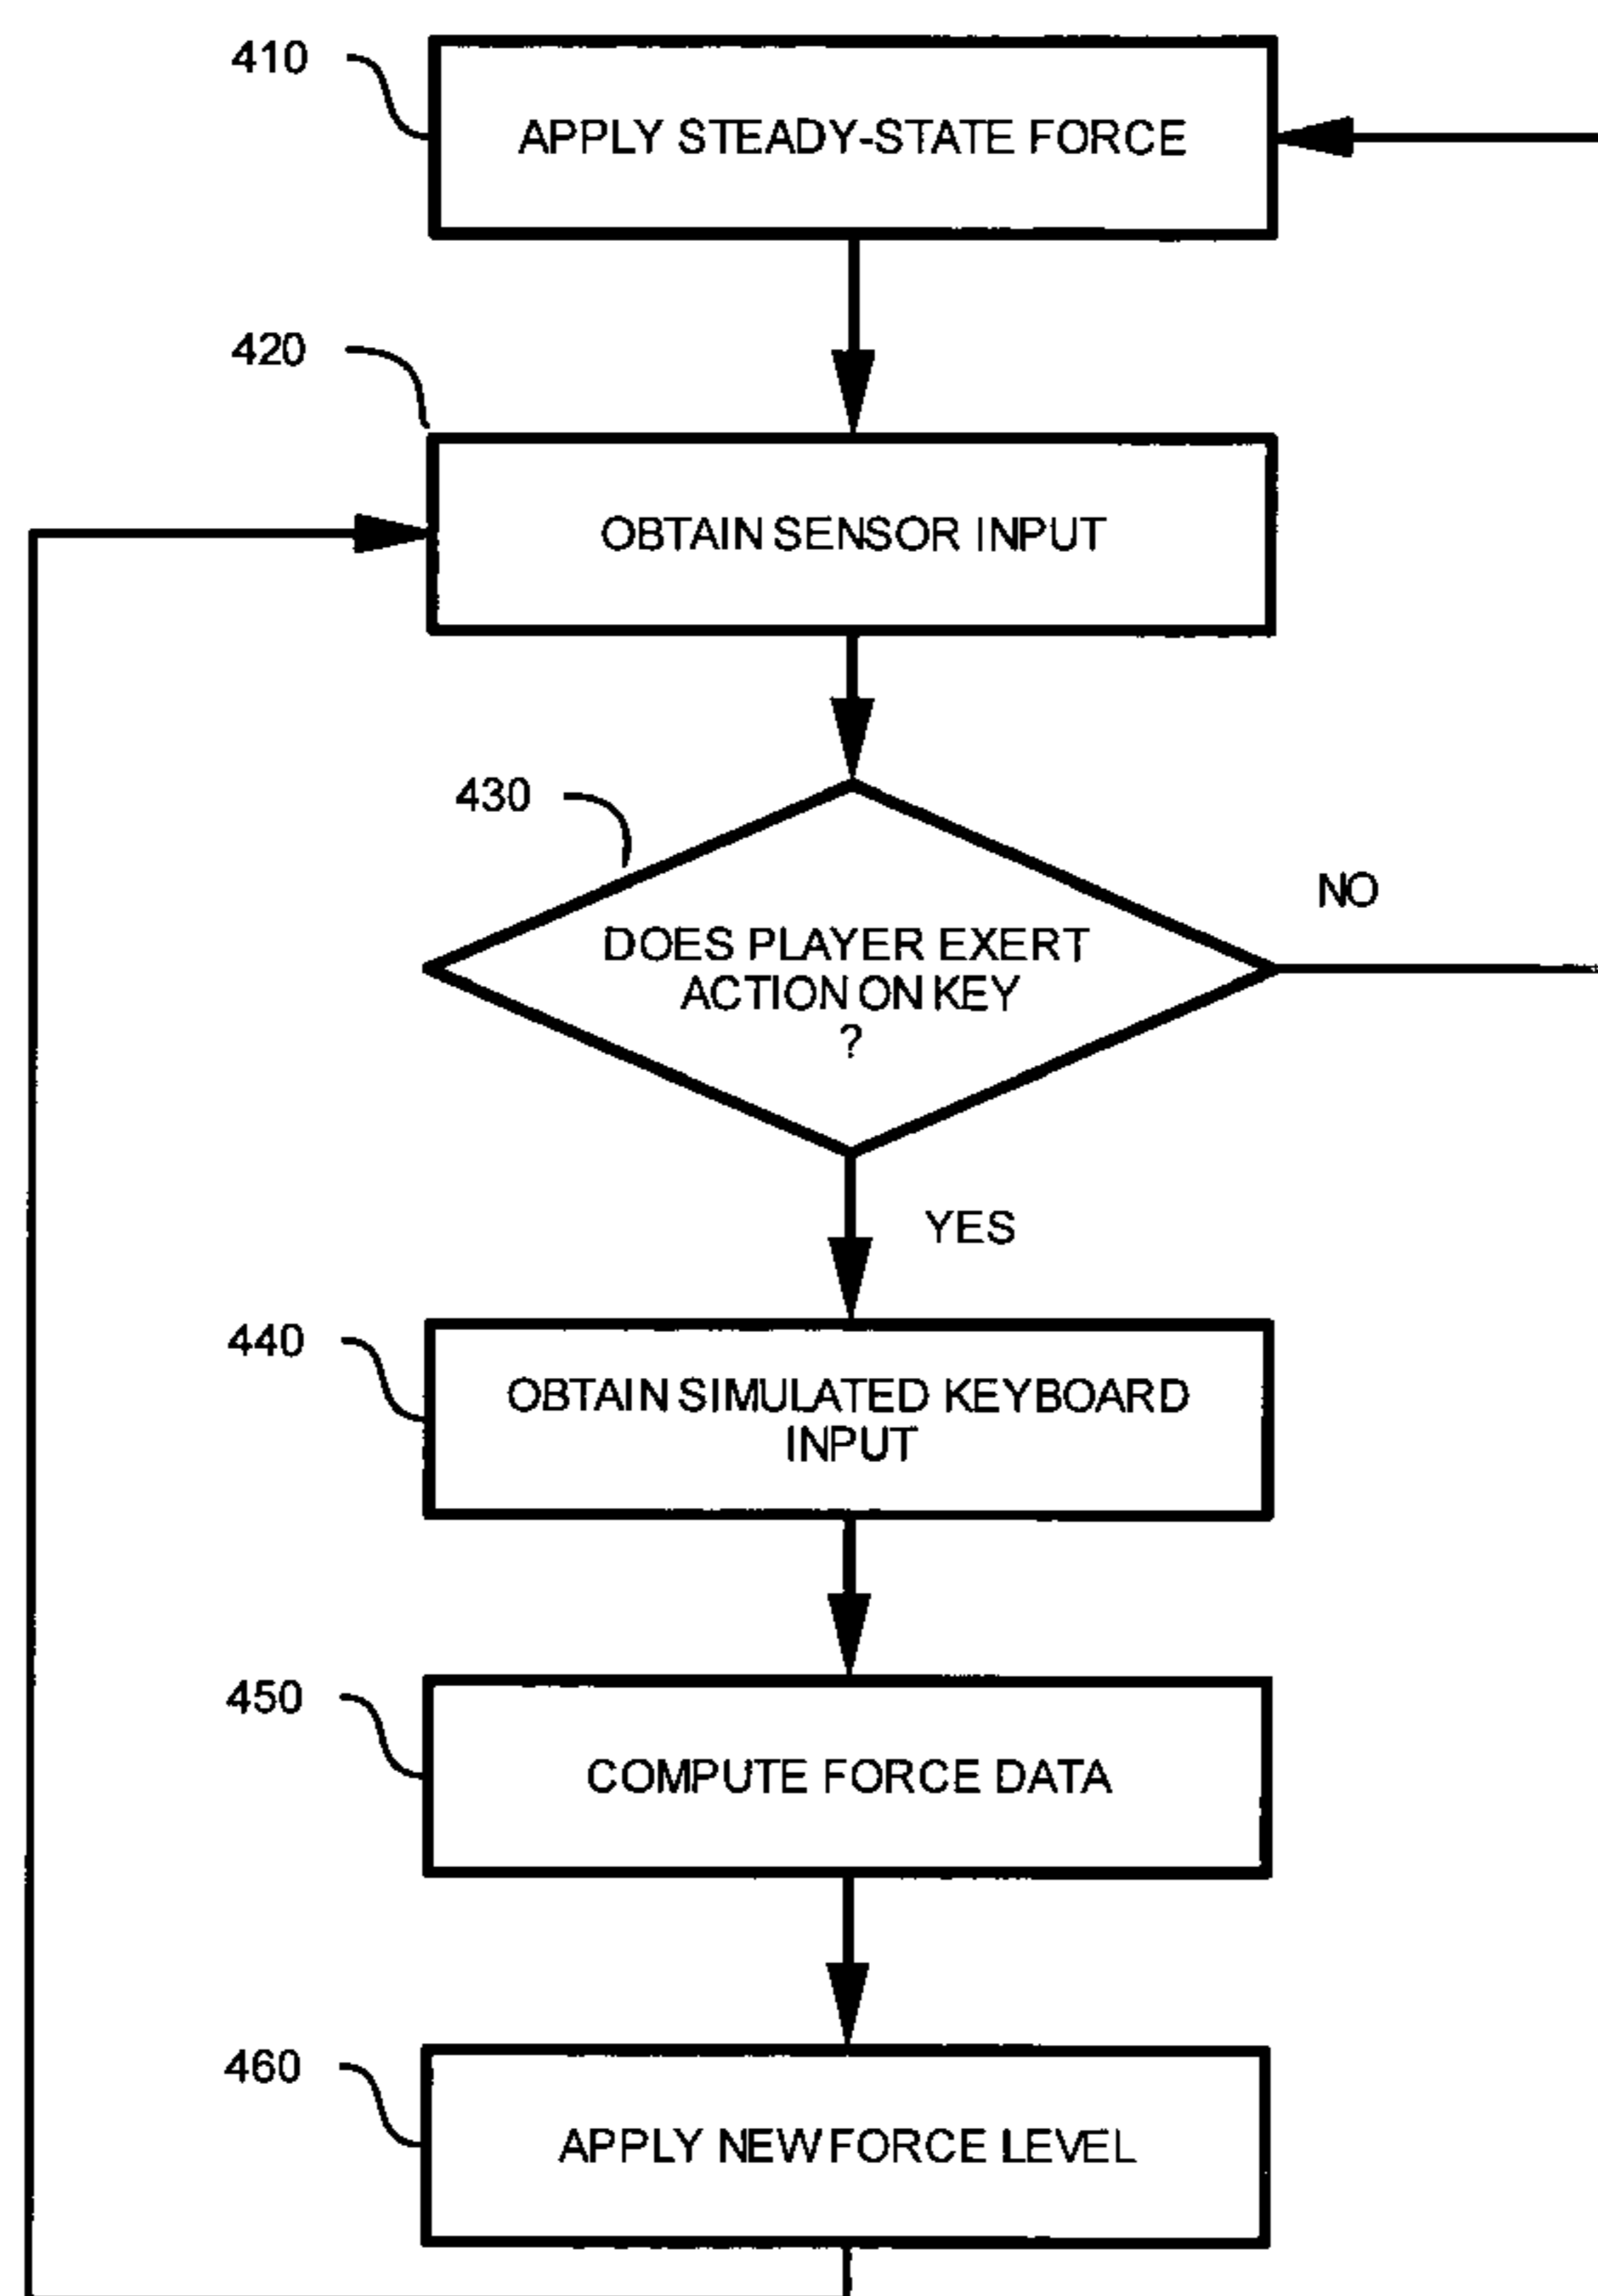 410
APPLY STEADY-STATE FORCE
420
OBTAIN SENSOR INPUT
430
DOES PLAYER EXERT
ACTION ON KEY
?
NO
YES
440
OBTAIN SIMULATED KEYBOARD
INPUT
450
COMPUTE FORCE DATA
460
APPLY NEW FORCE LEVEL